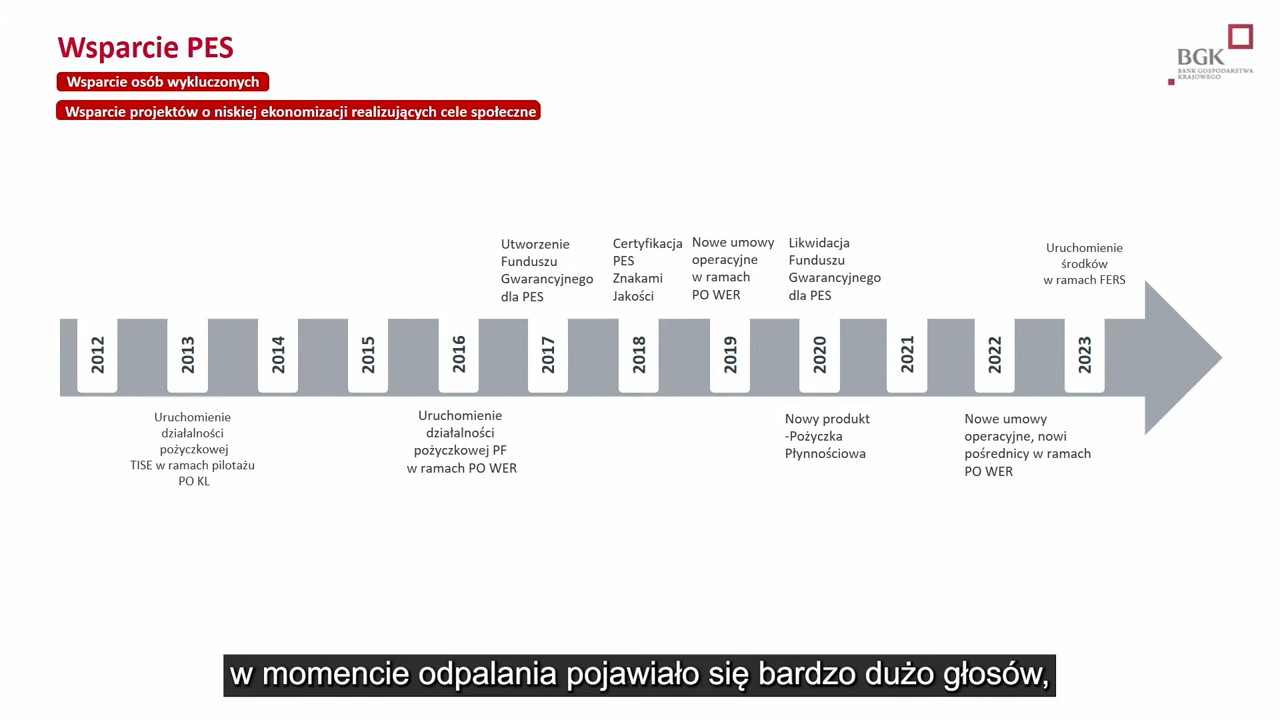 Wsparcie PES
Wsparcie osób wykluczonych
Wsparcie projektów o niskiej ekonomizacji realizujących cele społeczne
BGK
BANK GOSPODARSTWA
KRAJOWEGO
Utworzenie
Funduszu
Gwarancyjnego
dla PES
Certyfikacja
PES
Znakami
Jakości
Nowe umowy
operacyjne
w ramach
PO WER
Likwidacja
Funduszu
Gwarancyjnego
dla PES
Uruchomienie
środków
w ramach FERS
2012
2013
2014
2015
2016
2017
2018
2019
2020
2021
2022
2023
Uruchomienie
działalności
pożyczkowej
TISE w ramach pilotażu
PO KL
Uruchomienie
działalności
pożyczkowej PF
w ramach PO WER
Nowy produkt
-Pożyczka
Płynnościowa
Nowe umowy
operacyjne, nowi
pośrednicy w ramach
PO WER
w momencie odpalania pojawiało się bardzo dużo głosów,